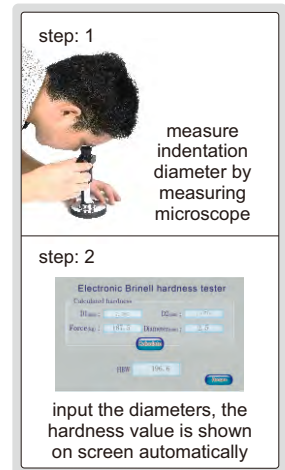 step: 1
measure
indentation
diameter by
measuring
microscope
step: 2
Electronic Brinell hardness tester
Calculated hardness
HBW
input the diameters, the
hardness value is shown
on screen automatically